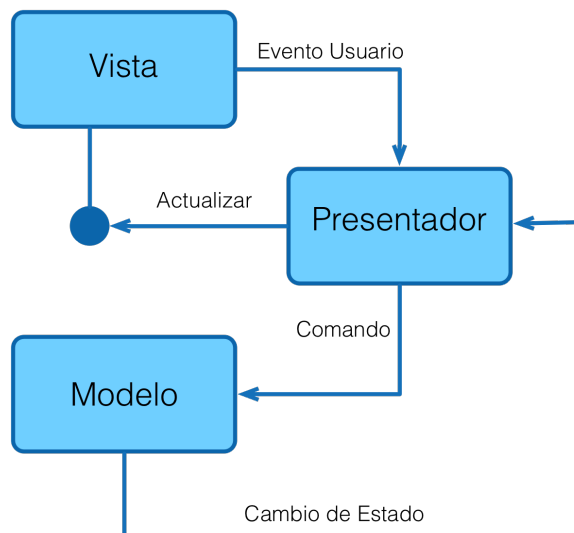 Vista
Evento Usuario
Actualizar
Presentador
Comando
Modelo
Cambio de Estado